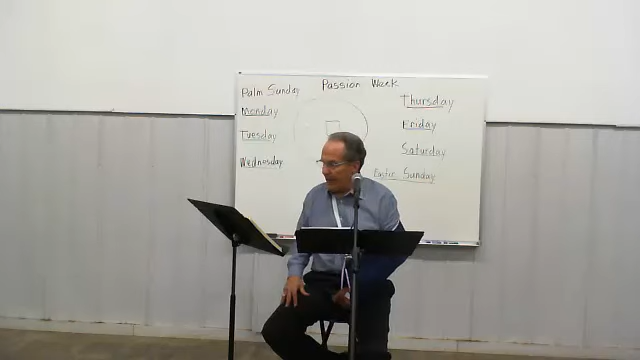 Passion Week
Palm Sunday
Monday
Tuesday
Wednesday
Thursday
Friday
Saturday
Easter Sunday